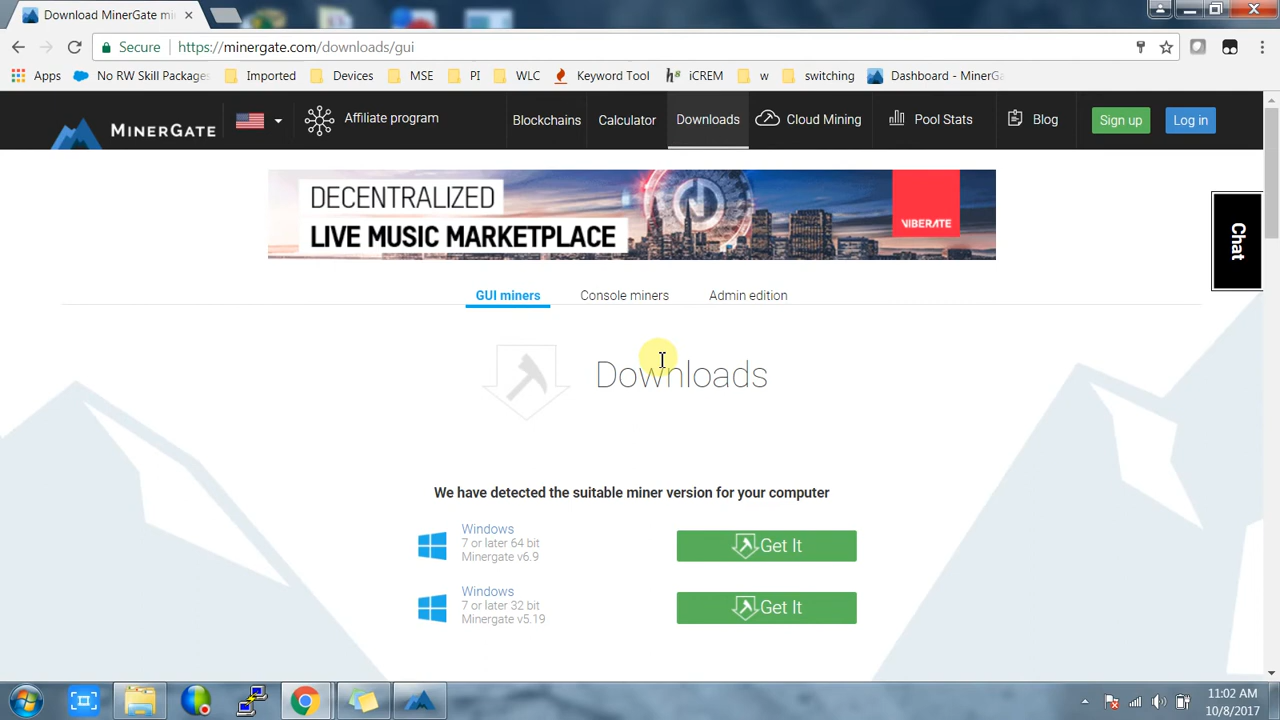 Download MinerGate mi
Secure https://minergate.com/downloads/gui
Apps No RW Skill Package Imported Devices MSE PI WLC Keyword Tool h8 iCREM w switching Dashboard - MinerGa
MINERGATE Affiliate program Blockchains Calculator Downloads Cloud Mining Pool Stats Blog Sign up Log in
DECENTRALIZED
LIVE MUSIC MARKETPLACE
VIBERATE
Chat
GUI miners Console miners Admin edition
Downloads
We have detected the suitable miner version for your computer
Windows
7 or later 64 bit
Minergate v6.9
Get It
Windows
7 or later 32 bit
Minergate v5.19
Get It
11:02 AM
10/8/2017